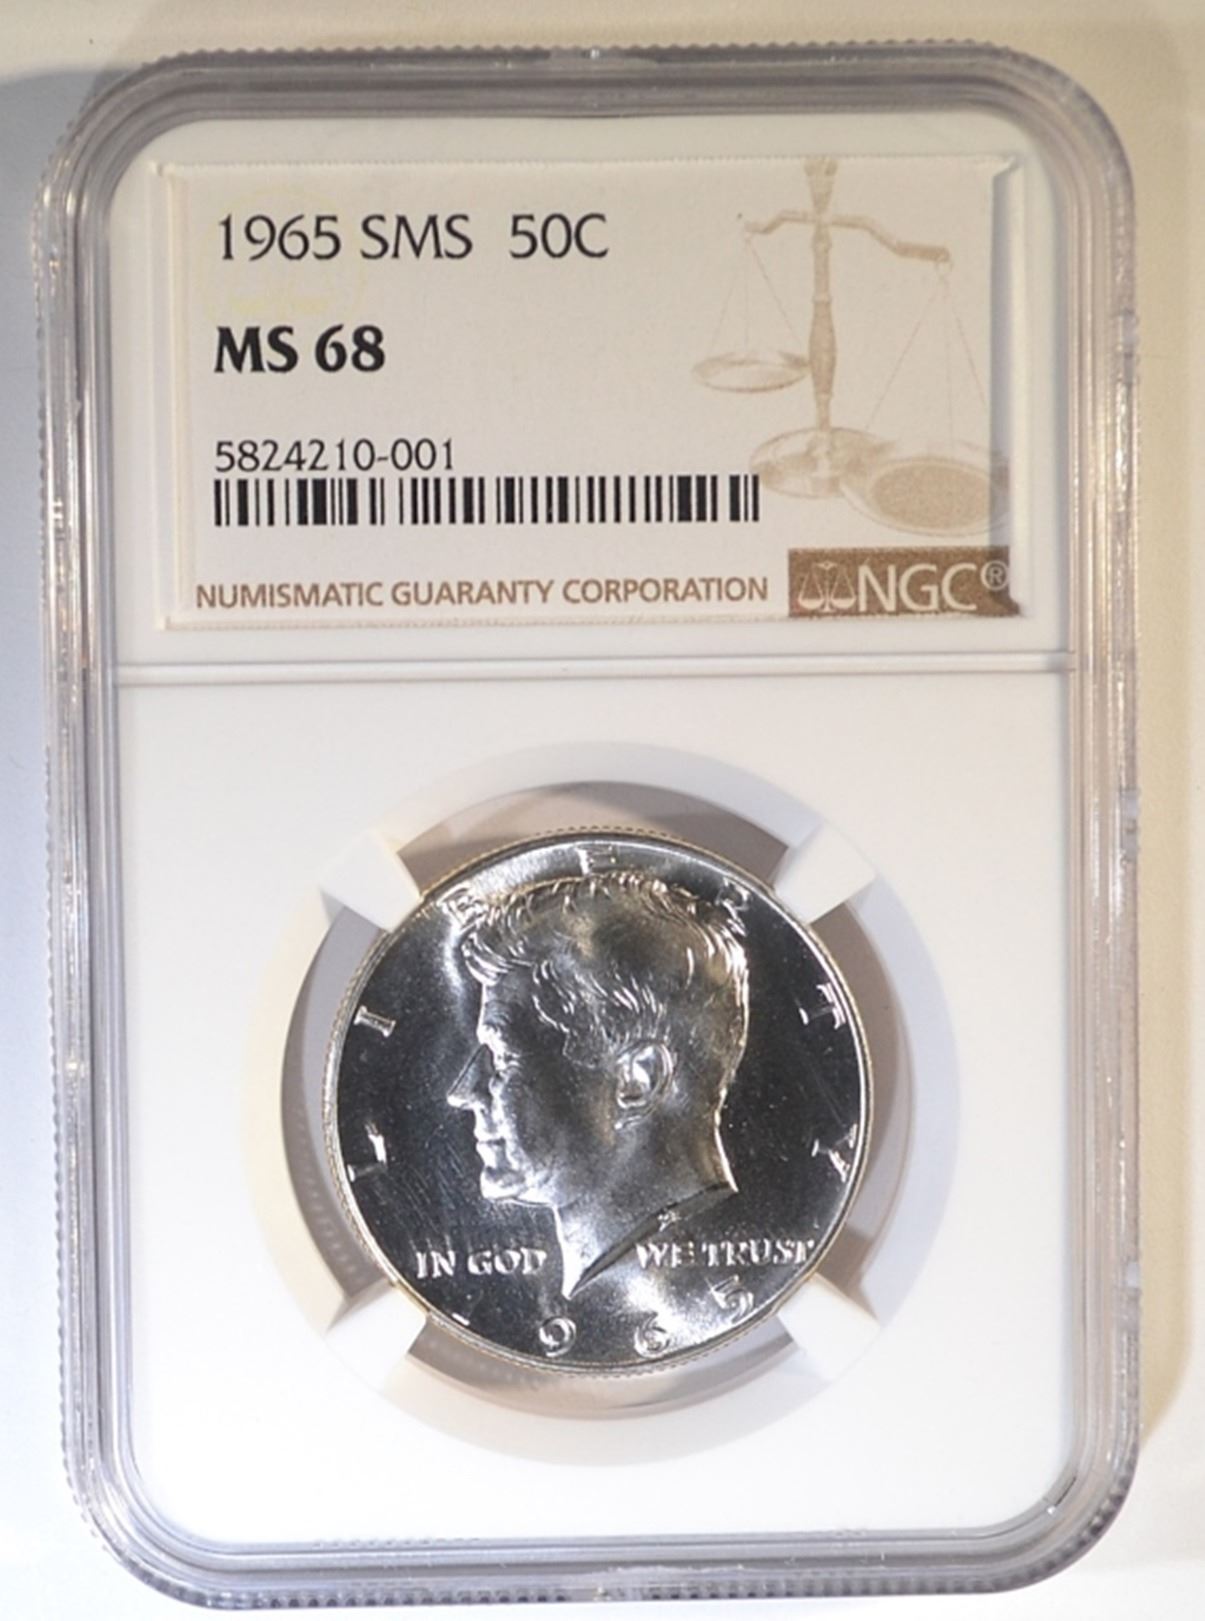 1965 SMS 50C
MS 68
5824210-001
NUMISMATIC GUARANTY CORPORATION NGC®
LIBERTY
IN GOD WE TRUST
1965